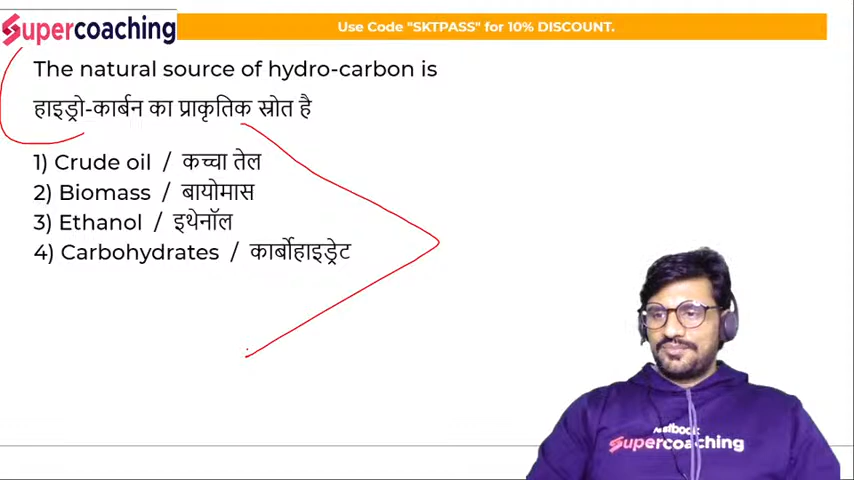 Supercoaching
Use Code "SKTPASS" for 10% DISCOUNT.
The natural source of hydro-carbon is
हाइड्रो-कार्बन का प्राकृतिक स्रोत है
1) Crude oil / कच्चा तेल
2) Biomass / बायोमास
3) Ethanol / इथेनॉल
4) Carbohydrates / कार्बोहाइड्रेट
testbook
Supercoaching